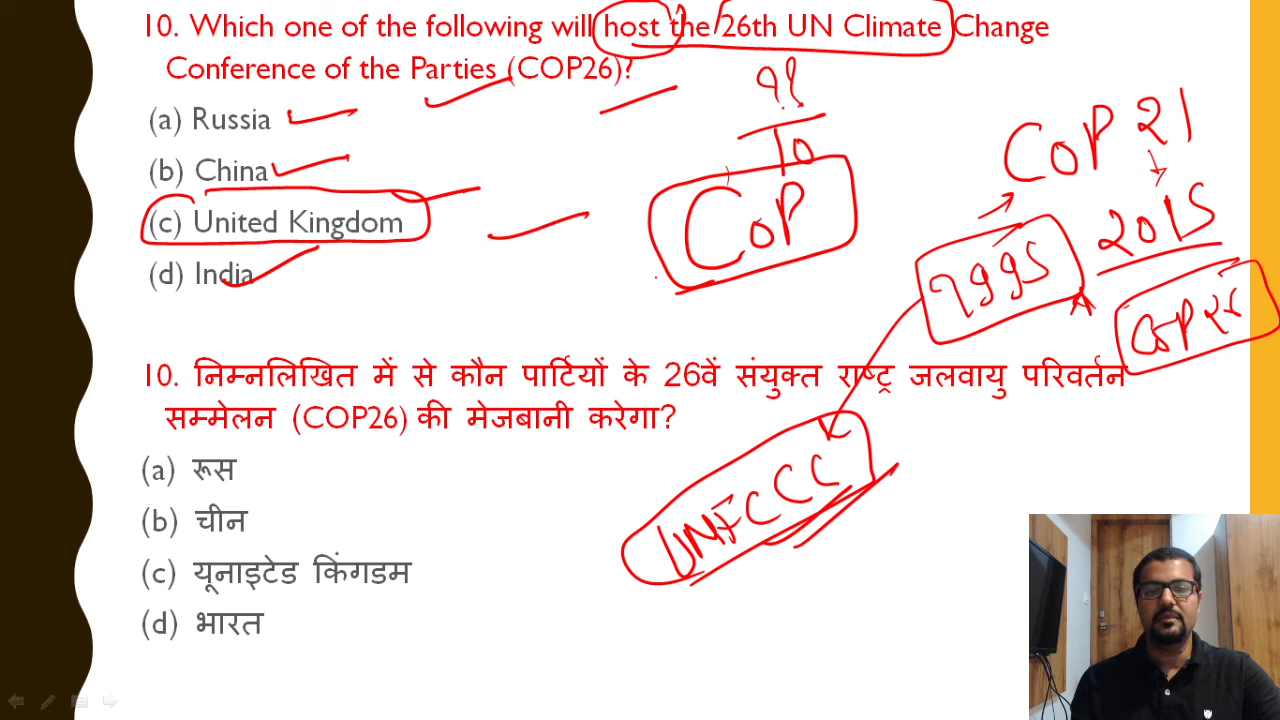 10. Which one of the following will host the 26th UN Climate Change
Conference of the Parties (COP26)?
(a) Russia
(b) China
(c) United Kingdom
(d) India
CoP
CoP 21
2015
1995
UNFCCC
10. निम्नलिखित में से कौन पार्टियों के 26वें संयुक्त राष्ट्र जलवायु परिवर्तन
सम्मेलन (COP26) की मेजबानी करेगा?
(a) रूस
(b) चीन
(c) यूनाइटेड किंगडम
(d) भारत